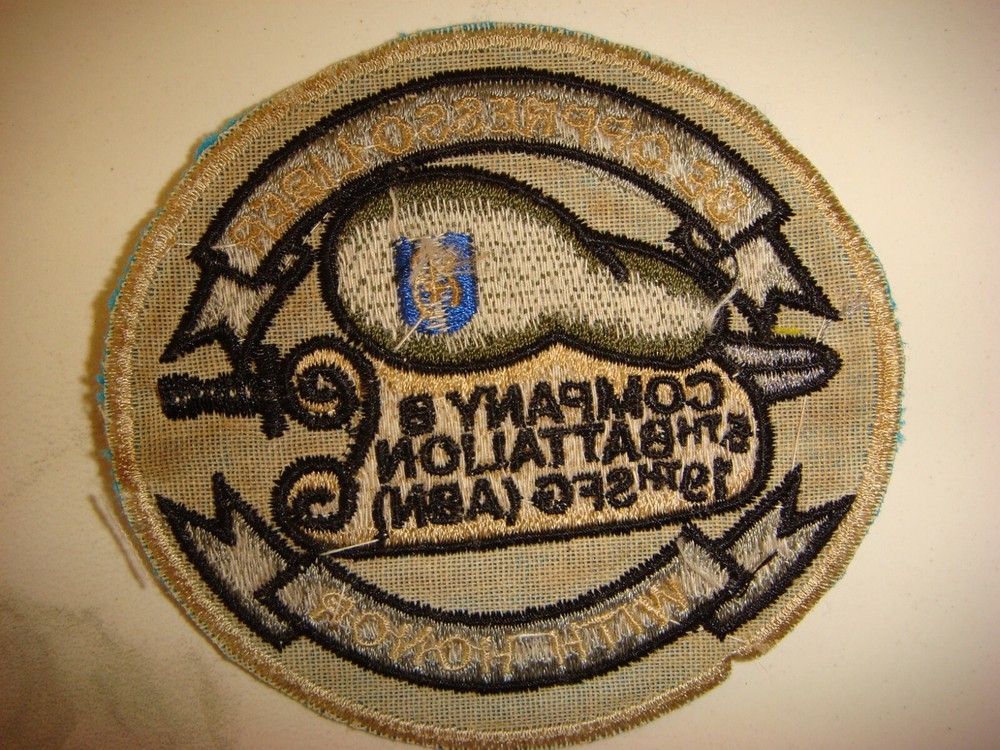 DE OPPRESSO LIBER
COMPANY B
5TH BATTALION
19TH SFG (ABN)
WITH HONOR